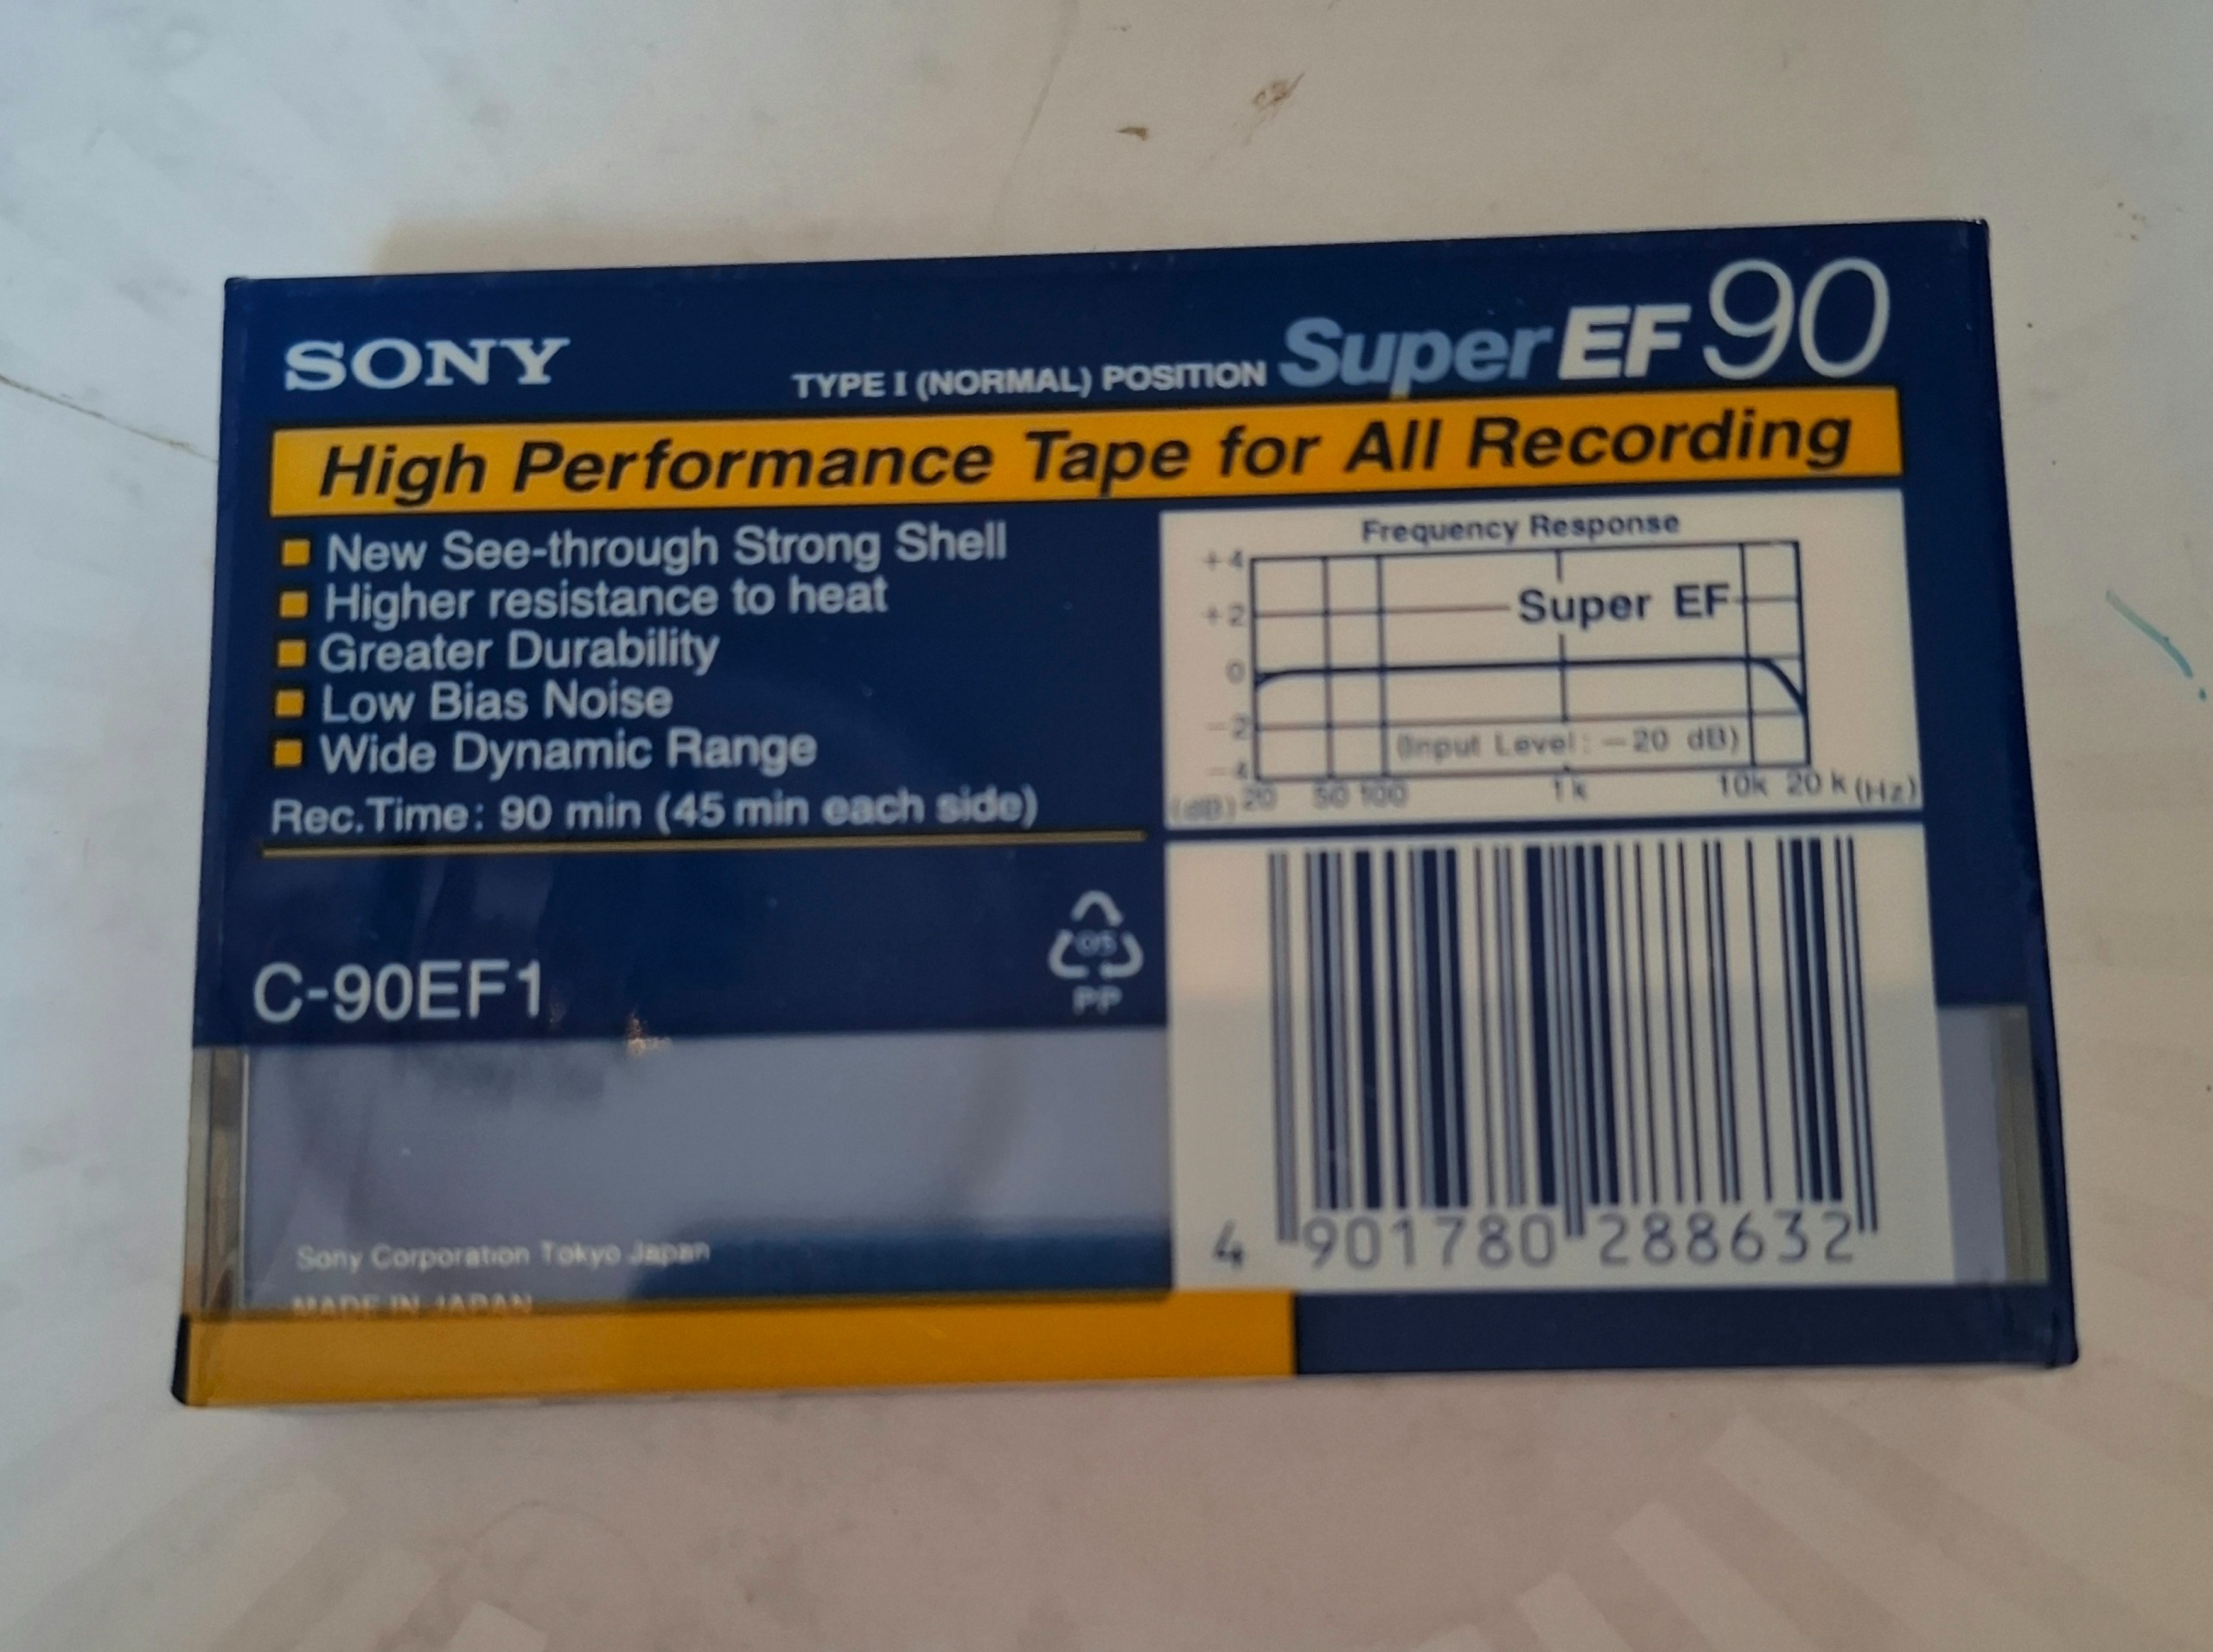 SONY
TYPE I (NORMAL) POSITION Super EF 90
High Performance Tape for All Recording
New See-through Strong Shell
Higher resistance to heat
Greater Durability
Low Bias Noise
Wide Dynamic Range
Rec.Time: 90 min (45 min each side)
Frequency Response
+4
+2
0
-2
-4
Super EF
(Input Level: -20 dB)
(dB) 20 50 100 1k 10k 20k (Hz)
C-90EF1
05
PP
4 901780 288632
Sony Corporation Tokyo Japan
MADE IN JAPAN